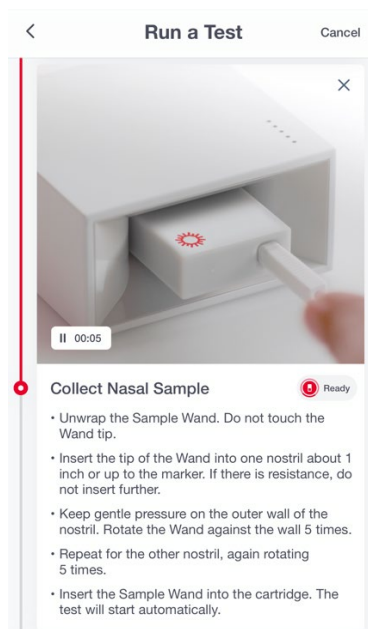 Run a Test
Cancel
00:05
Collect Nasal Sample
Ready
• Unwrap the Sample Wand. Do not touch the
Wand tip.
• Insert the tip of the Wand into one nostril about 1
inch or up to the marker. If there is resistance, do
not insert further.
• Keep gentle pressure on the outer wall of the
nostril. Rotate the Wand against the wall 5 times.
• Repeat for the other nostril, again rotating
5 times.
• Insert the Sample Wand into the cartridge. The
test will start automatically.